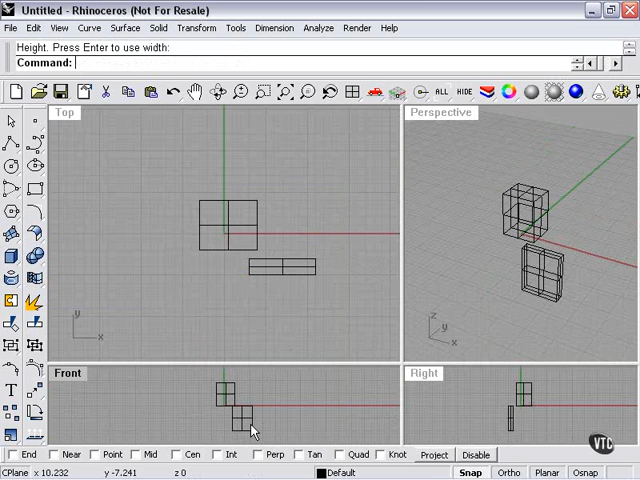 Untitled - Rhinoceros (Not For Resale)
File Edit View Curve Surface Solid Transform Tools Dimension Analyze Render Help
Height. Press Enter to use width:
Command:
ALL HIDE
Top Perspective
y x
z y x
Front Right
T
VTC
End Near Point Mid Cen Int Perp Tan Quad Knot Project Disable
CPlane x 10.232 y -7.241 z 0 Default Snap Ortho Planar Osnap